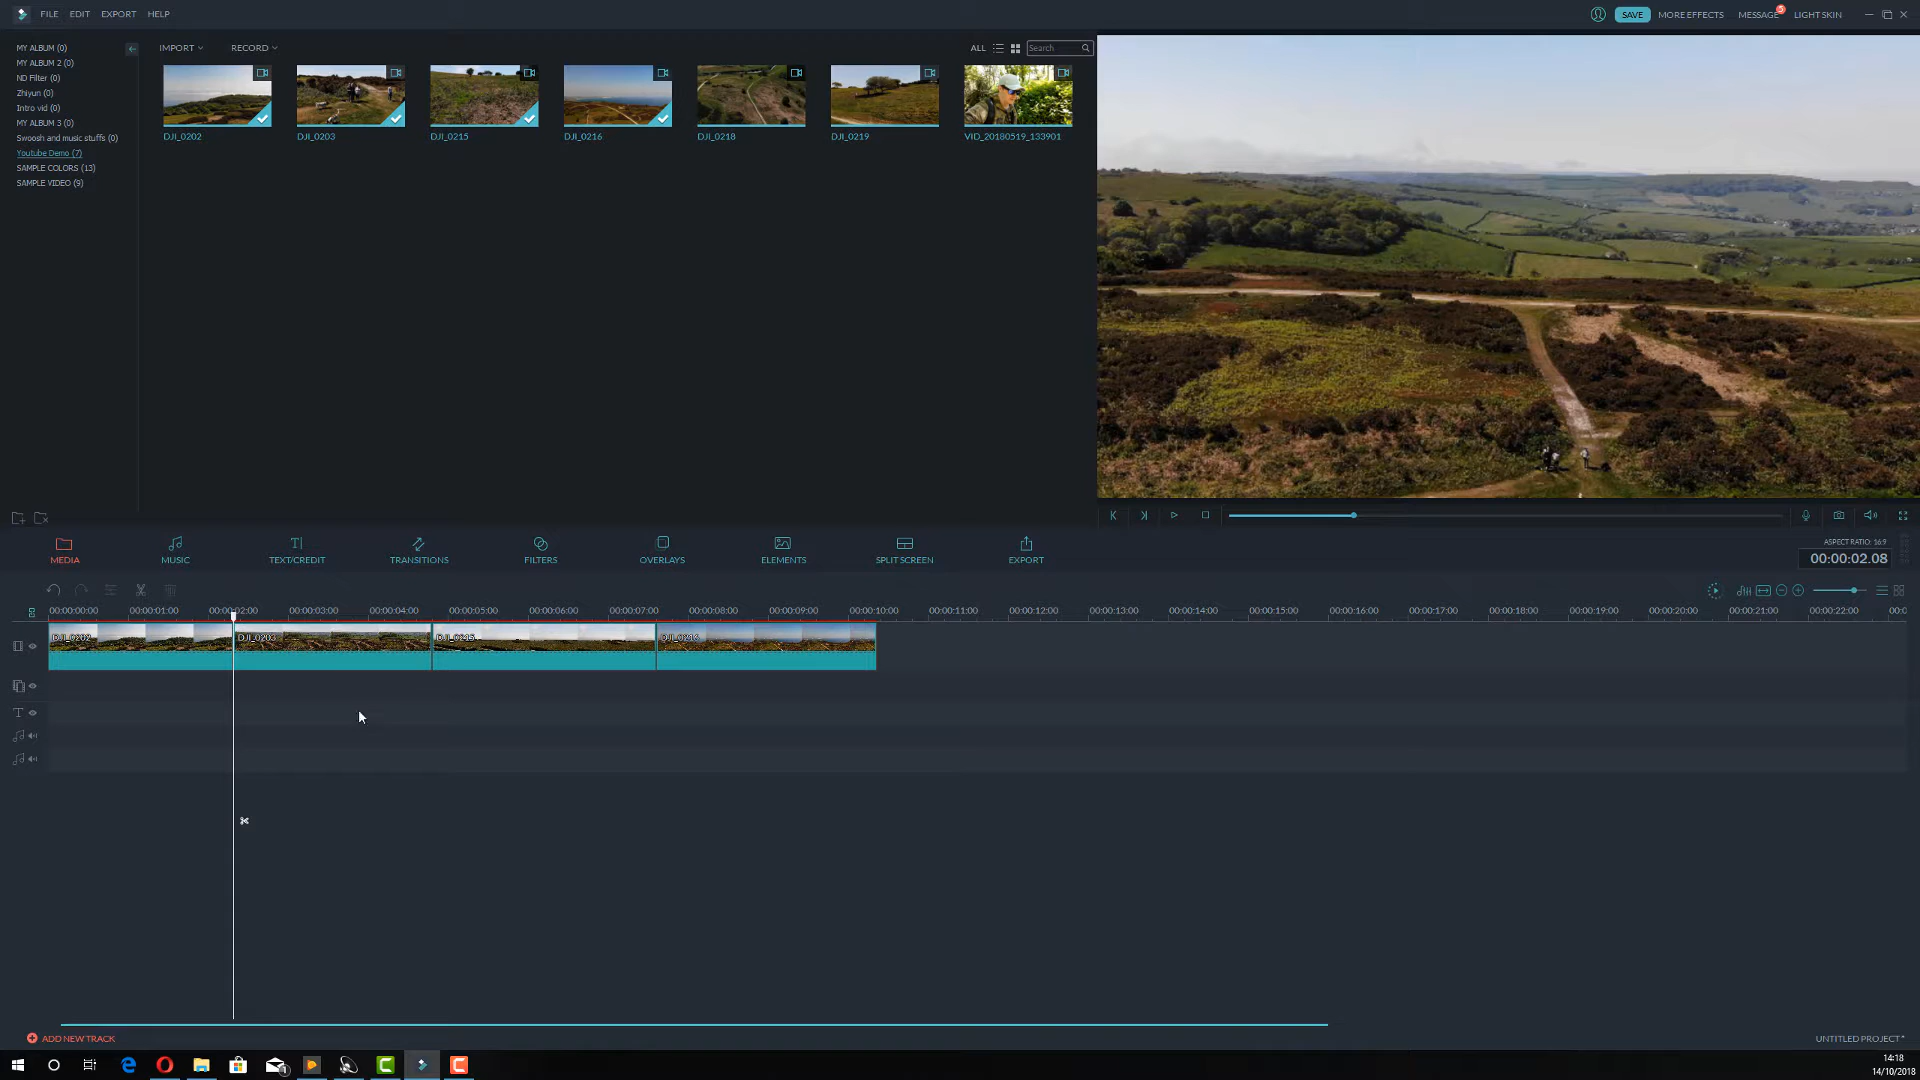 FILE EDIT EXPORT HELP
SAVE MORE EFFECTS MESSAGE 5 LIGHT SKIN
MY ALBUM (0)
MY ALBUM 2 (0)
ND Filter (0)
Zhiyun (0)
Intro vid (0)
MY ALBUM 3 (0)
Swoosh and music stuffs (0)
Youtube Demo (7)
SAMPLE COLORS (13)
SAMPLE VIDEO (9)
IMPORT RECORD
ALL Search
DJI_0202 DJI_0203 DJI_0215 DJI_0216 DJI_0218 DJI_0219 VID_20180519_133901
MEDIA MUSIC TEXT/CREDIT TRANSITIONS FILTERS OVERLAYS ELEMENTS SPLIT SCREEN EXPORT
ASPECT RATIO: 16:9
00:00:02.08
00:00:00:00 00:00:01:00 00:00:02:00 00:00:03:00 00:00:04:00 00:00:05:00 00:00:06:00 00:00:07:00 00:00:08:00 00:00:09:00 00:00:10:00 00:00:11:00 00:00:12:00 00:00:13:00 00:00:14:00 00:00:15:00 00:00:16:00 00:00:17:00 00:00:18:00 00:00:19:00 00:00:20:00 00:00:21:00 00:00:22:00
DJI_0202 DJI_0203 DJI_0215 DJI_0216
ADD NEW TRACK
UNTITLED PROJECT*
14:18
14/10/2018